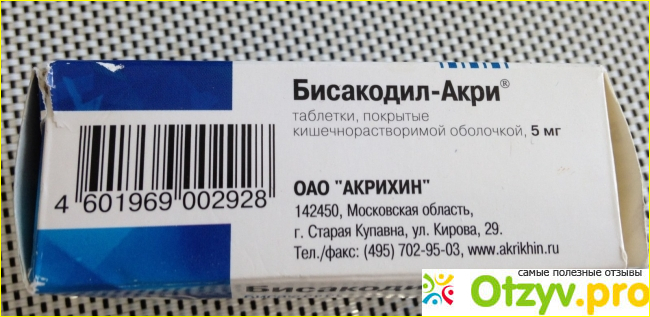 Бисакодил-Акри®
таблетки, покрытые
кишечнорастворимой оболочкой, 5 мг
ОАО "АКРИХИН"
142450, Московская область,
г. Старая Купавна, ул. Кирова, 29.
Тел./факс: (495) 702-95-03, www.akrikhin.ru
4 601969 002928
Бисакодил
самые полезные отзывы
Otzyv.pro